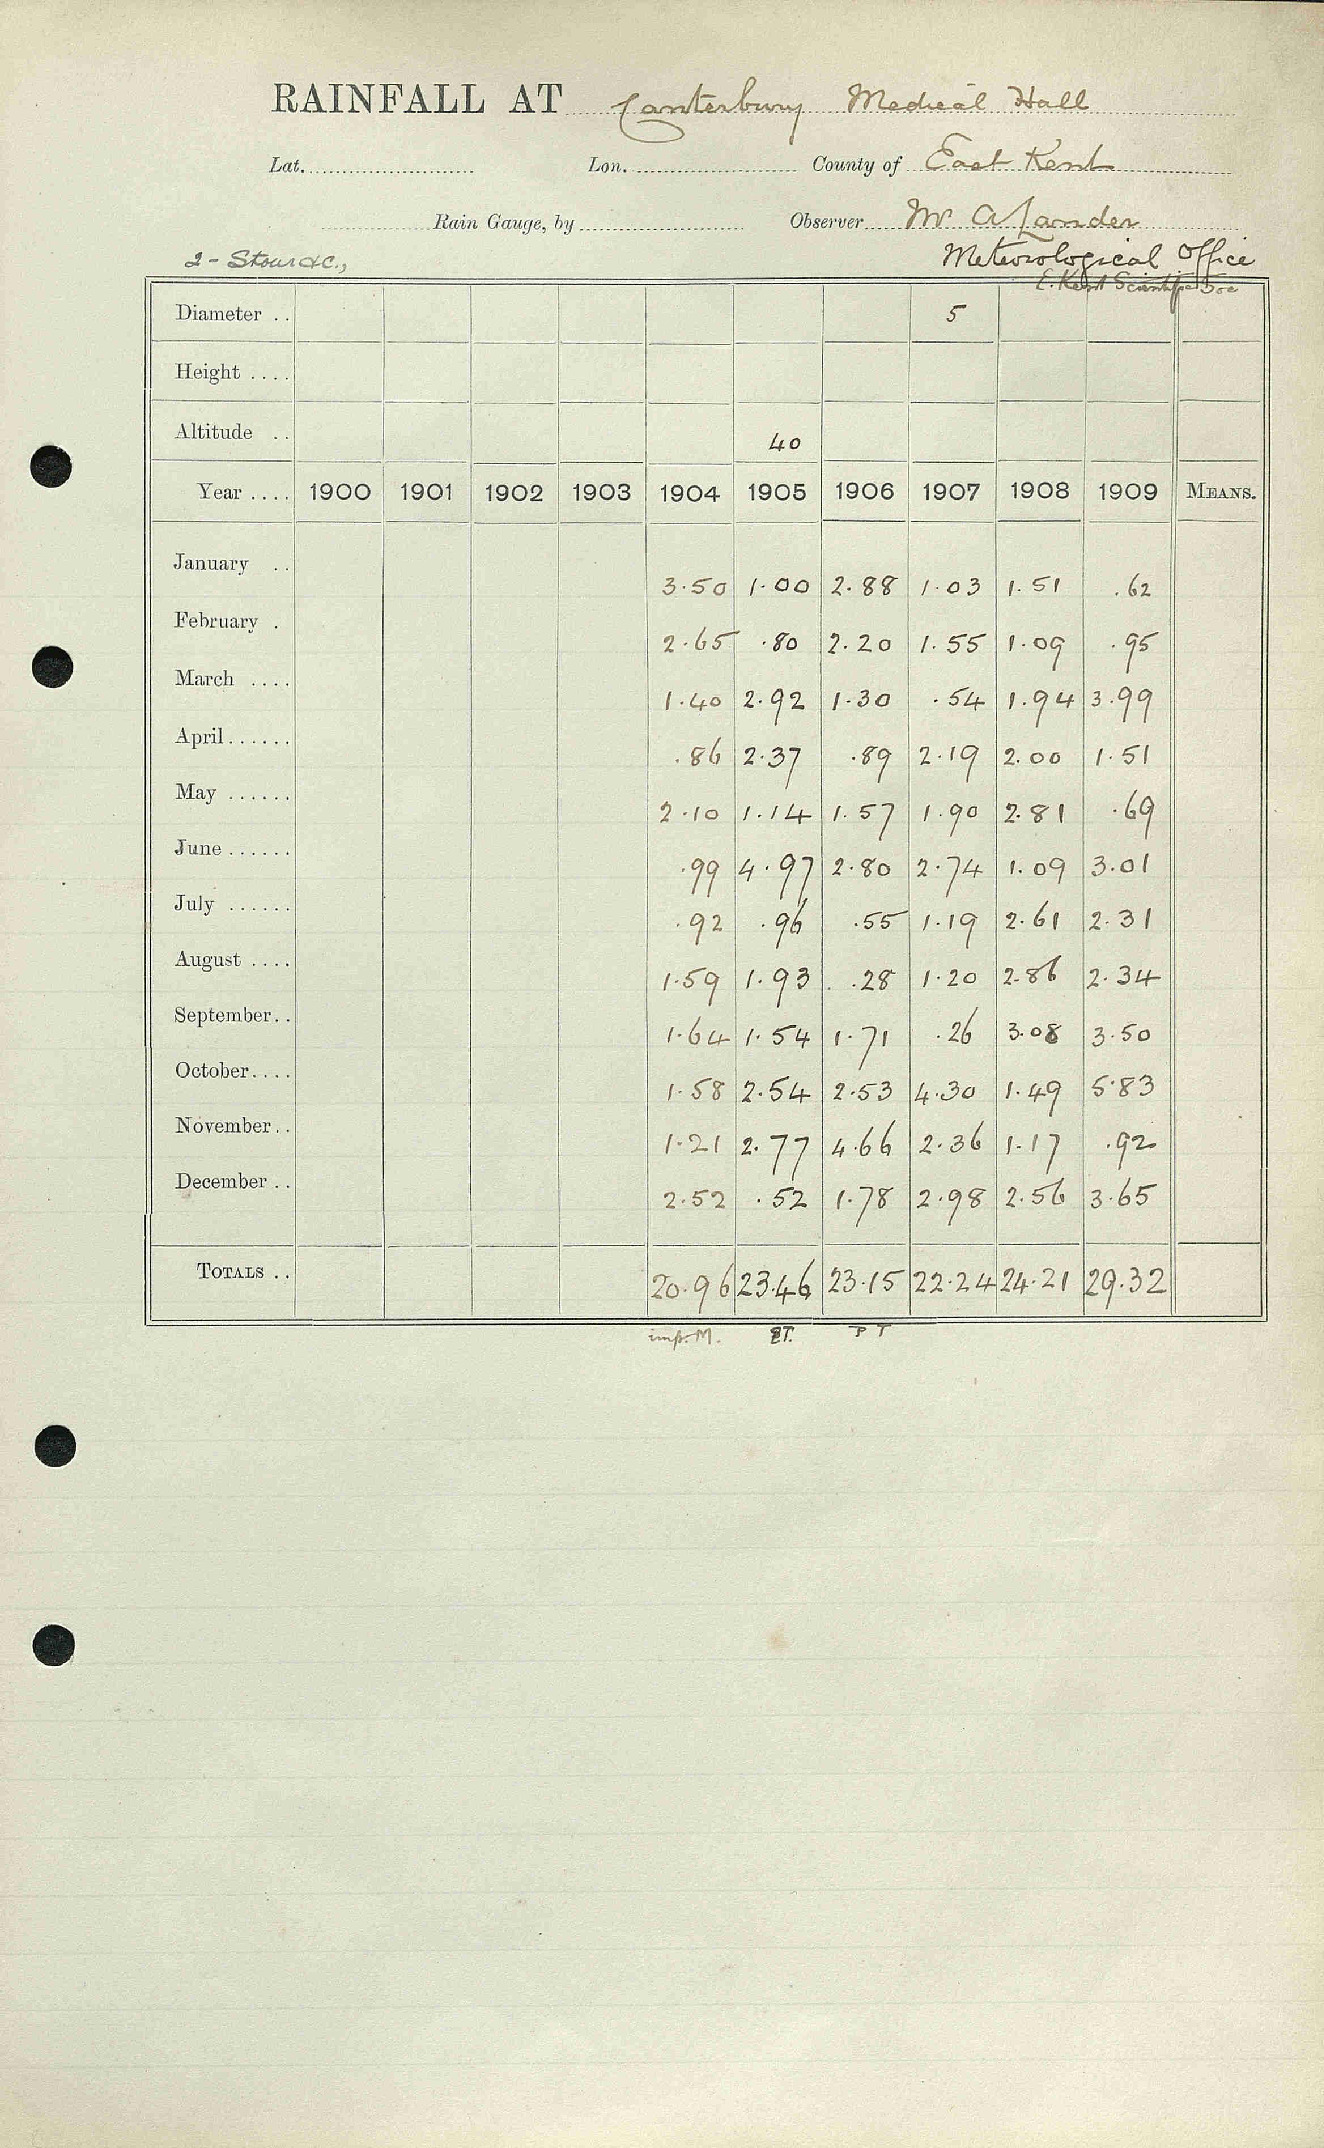 RAINFALL AT Canterbury Medical Hall
Lat. Lon. County of East Kent
Rain Gauge, by Observer Mr A Lander
2 - Stour &c., Meteorological Office
E. Kent Scientific Soc
Diameter .. 5
Height ....
Altitude .. 40
Year .... 1900 1901 1902 1903 1904 1905 1906 1907 1908 1909 MEANS.
January .. 3.50 1.00 2.88 1.03 1.51 .62
February . 2.65 .80 2.20 1.55 1.09 .95
March .... 1.40 2.92 1.30 .54 1.94 3.99
April...... .86 2.37 .89 2.19 2.00 1.51
May ...... 2.10 1.14 1.57 1.90 2.81 .69
June ...... .99 4.97 2.80 2.74 1.09 3.01
July ...... .92 .96 .55 1.19 2.61 2.31
August .... 1.59 1.93 .28 1.20 2.86 2.34
September.. 1.64 1.54 1.71 .26 3.08 3.50
October.... 1.58 2.54 2.53 4.30 1.49 5.83
November.. 1.21 2.77 4.66 2.36 1.17 .92
December .. 2.52 .52 1.78 2.98 2.56 3.65
TOTALS .. 20.96 23.46 23.15 22.24 24.21 29.32
imp. M. PT. P T